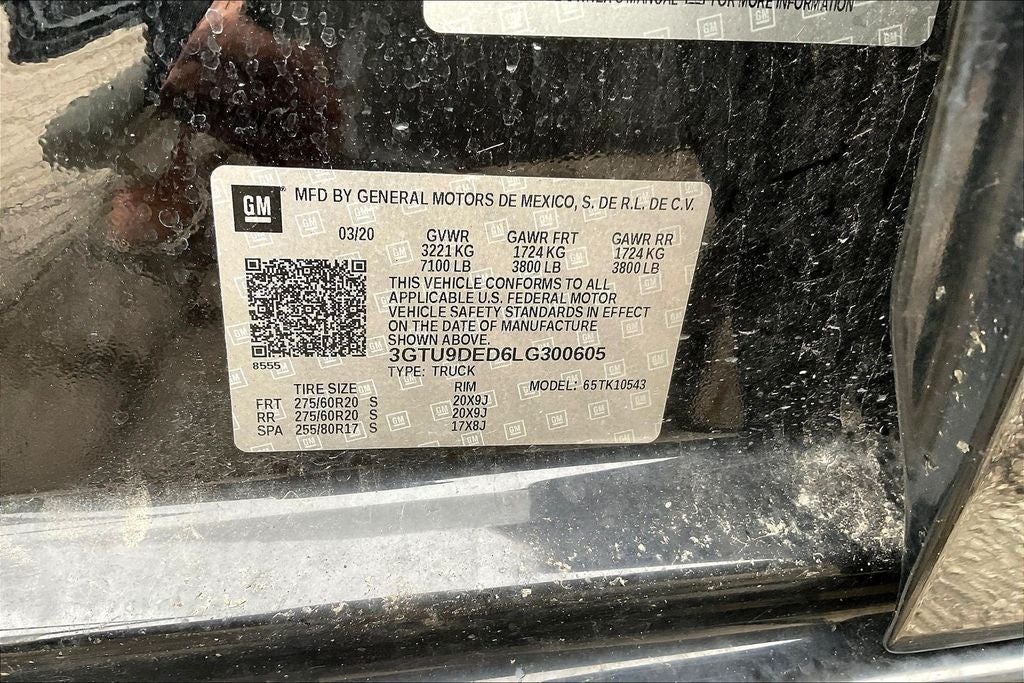 FOR MORE INFORMATION
GM® MFD BY GENERAL MOTORS DE MEXICO, S. DE R.L. DE C.V.
03/20 GVWR GAWR FRT GAWR RR
3221 KG 1724 KG 1724 KG
7100 LB 3800 LB 3800 LB
THIS VEHICLE CONFORMS TO ALL
APPLICABLE U.S. FEDERAL MOTOR
VEHICLE SAFETY STANDARDS IN EFFECT
ON THE DATE OF MANUFACTURE
SHOWN ABOVE.
3GTU9DED6LG300605
8555 TYPE: TRUCK
TIRE SIZE RIM MODEL: 65TK10543
FRT 275/60R20 S 20X9J
RR 275/60R20 S 20X9J
SPA 255/80R17 S 17X8J